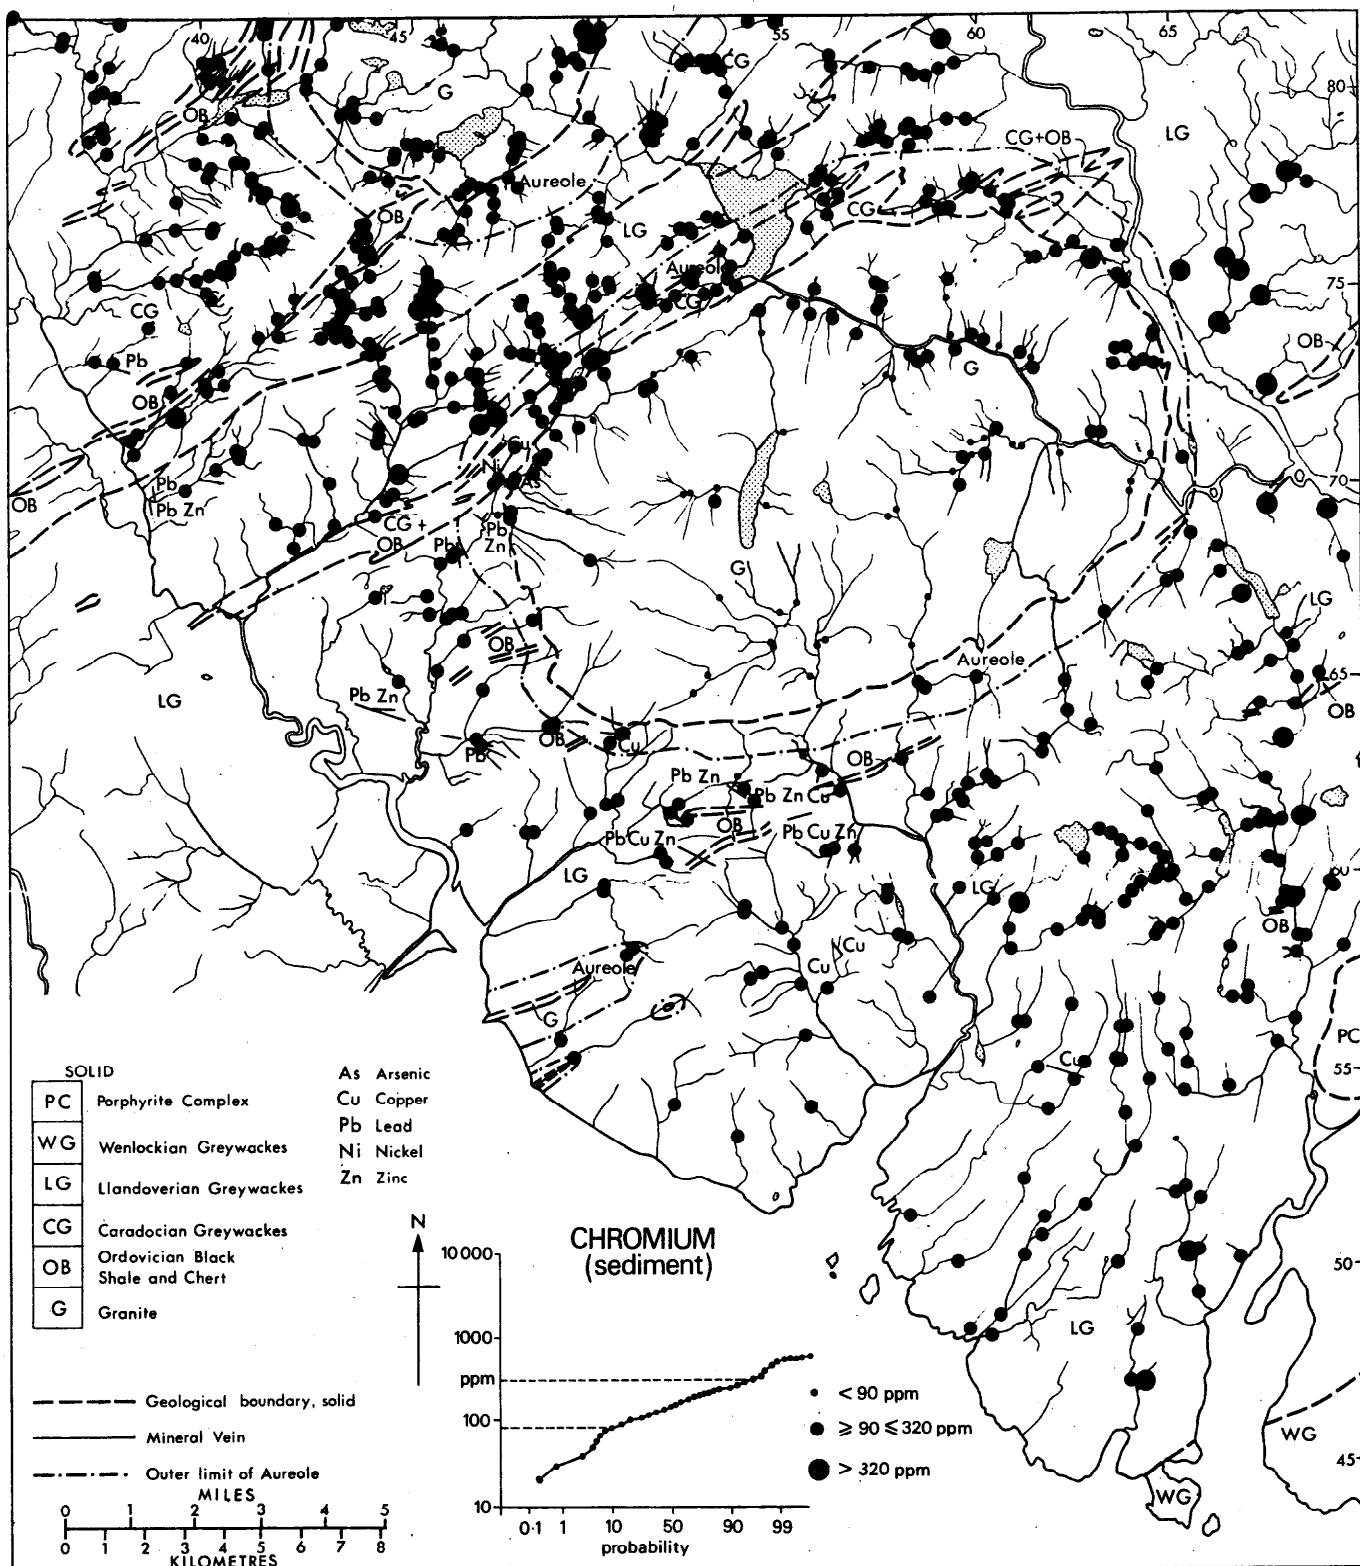 40
45
55
60
65
CG
80
G
OB
CG+OB
LG
Aureole
OB
CG
LG
Aureole
CG
75
CG
OB
Pb
G
OB
Cu
Ni
As
Pb
Pb Zn
70
OB
CG +
OB
Pb
Pb
Zn
G
LG
OB
Aureole
65
Pb Zn
LG
OB
OB
Cu
Pb
OB
Pb Zn
Pb Zn Cu
OB
Pb Cu Zn
Pb Cu Zn
LG
LG
60
OB
Cu
Cu
Aureole
G
PC
Cu
55
SOLID
PC Porphyrite Complex
WG Wenlockian Greywackes
LG Llandoverian Greywackes
CG Caradocian Greywackes
OB Ordovician Black
Shale and Chert
G Granite
As Arsenic
Cu Copper
Pb Lead
Ni Nickel
Zn Zinc
N
CHROMIUM
(sediment)
50
LG
10 000
1000
ppm
100
10
0·1 1 10 50 90 99
probability
< 90 ppm
≥ 90 ≤ 320 ppm
> 320 ppm
WG
45
WG
Geological boundary, solid
Mineral Vein
Outer limit of Aureole
MILES
0 1 2 3 4 5
0 1 2 3 4 5 6 7 8
KILOMETRES